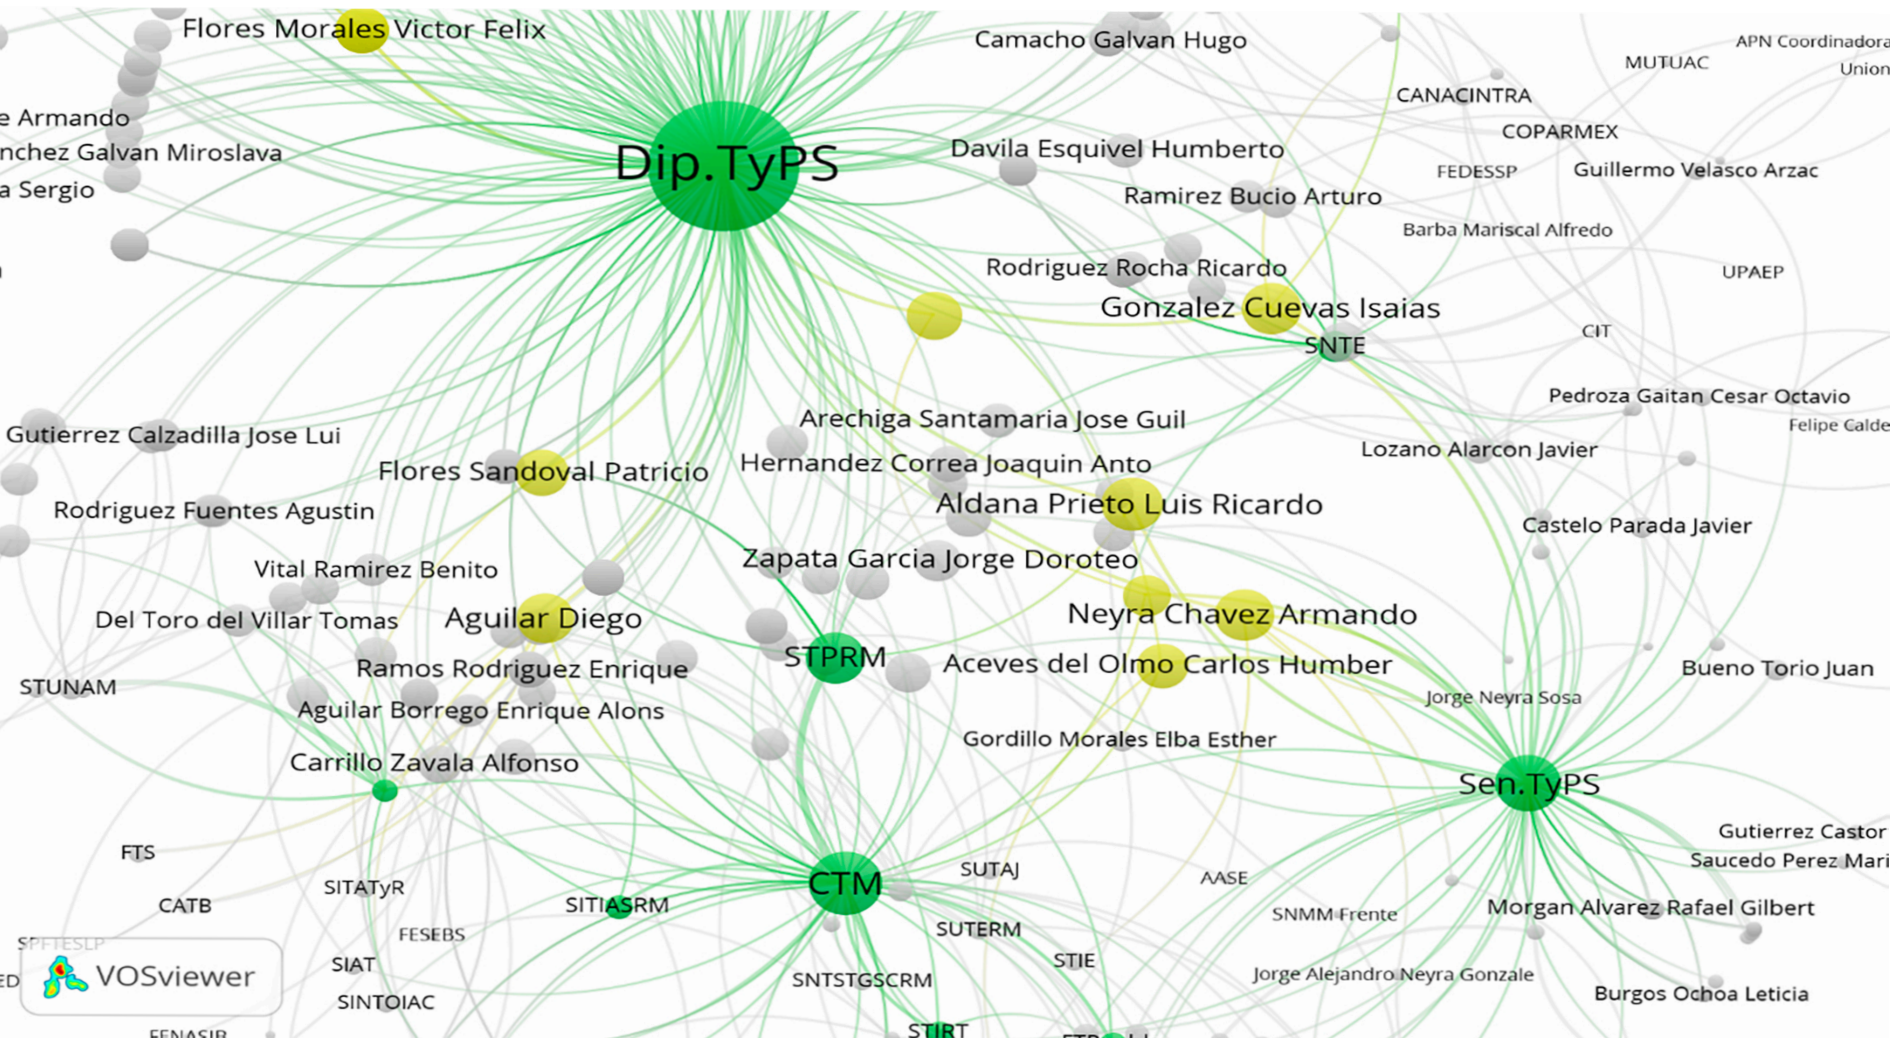 Flores Morales Victor Felix
Camacho Galvan Hugo
APN Coordinadora
MUTUAC
Union
CANACINTRA
e Armando
COPARMEX
Dip.TyPS
Davila Esquivel Humberto
nchez Galvan Miroslava
FEDESSP
Guillermo Velasco Arzac
a Sergio
Ramirez Bucio Arturo
Barba Mariscal Alfredo
Rodriguez Rocha Ricardo
UPAEP
Gonzalez Cuevas Isaias
CIT
SNTE
Pedroza Gaitan Cesar Octavio
Arechiga Santamaria Jose Guil
Felipe Calde
Gutierrez Calzadilla Jose Lui
Lozano Alarcon Javier
Flores Sandoval Patricio
Hernandez Correa Joaquin Anto
Aldana Prieto Luis Ricardo
Rodriguez Fuentes Agustin
Castelo Parada Javier
Zapata Garcia Jorge Doroteo
Vital Ramirez Benito
Del Toro del Villar Tomas
Aguilar Diego
Neyra Chavez Armando
STPRM
Aceves del Olmo Carlos Humber
Ramos Rodriguez Enrique
Bueno Torio Juan
STUNAM
Jorge Neyra Sosa
Aguilar Borrego Enrique Alons
Gordillo Morales Elba Esther
Carrillo Zavala Alfonso
Sen.TyPS
Gutierrez Castor
FTS
Saucedo Perez Mari
SUTAJ
AASE
CTM
SITATyR
CATB
SITIASRM
Morgan Alvarez Rafael Gilbert
SNMM-Frente
SUTERM
FESEBS
SPFTESLP
STIE
SIAT
Jorge Alejandro Neyra Gonzale
VOSviewer
ED
SNTSTGSCRM
Burgos Ochoa Leticia
SINTOIAC
STIRT
FENASIB